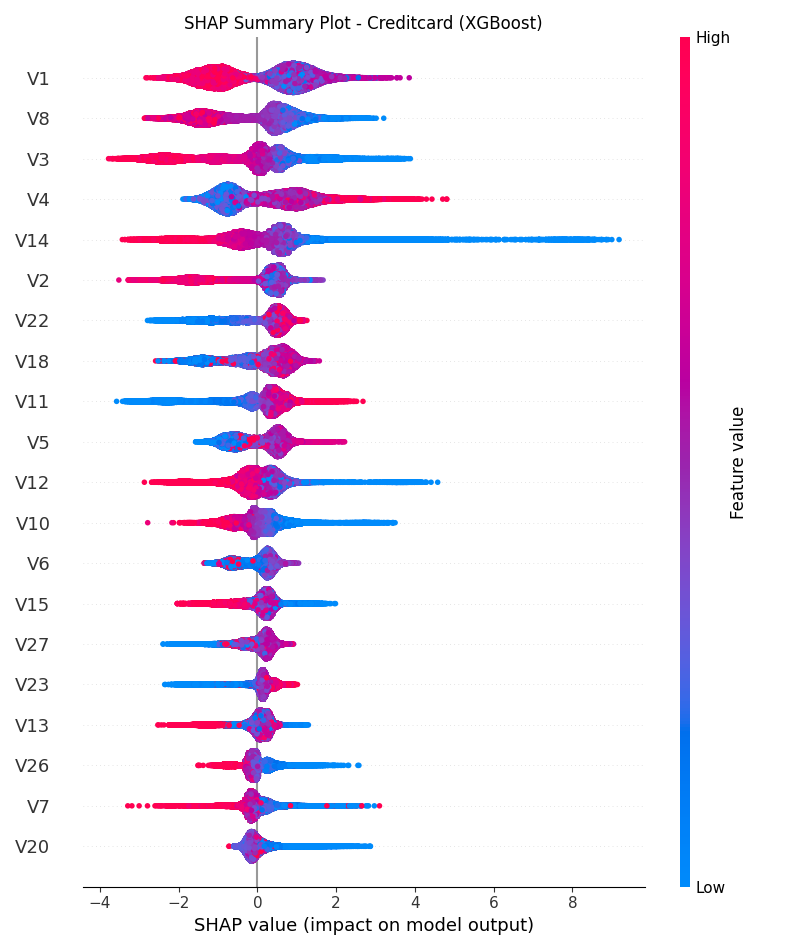 SHAP Summary Plot - Creditcard (XGBoost)
High
V1
V8
V3
V4
V14
V2
V22
V18
V11
V5
V12
V10
V6
V15
V27
V23
V13
V26
V7
V20
Feature value
Low
−4 −2 0 2 4 6 8
SHAP value (impact on model output)